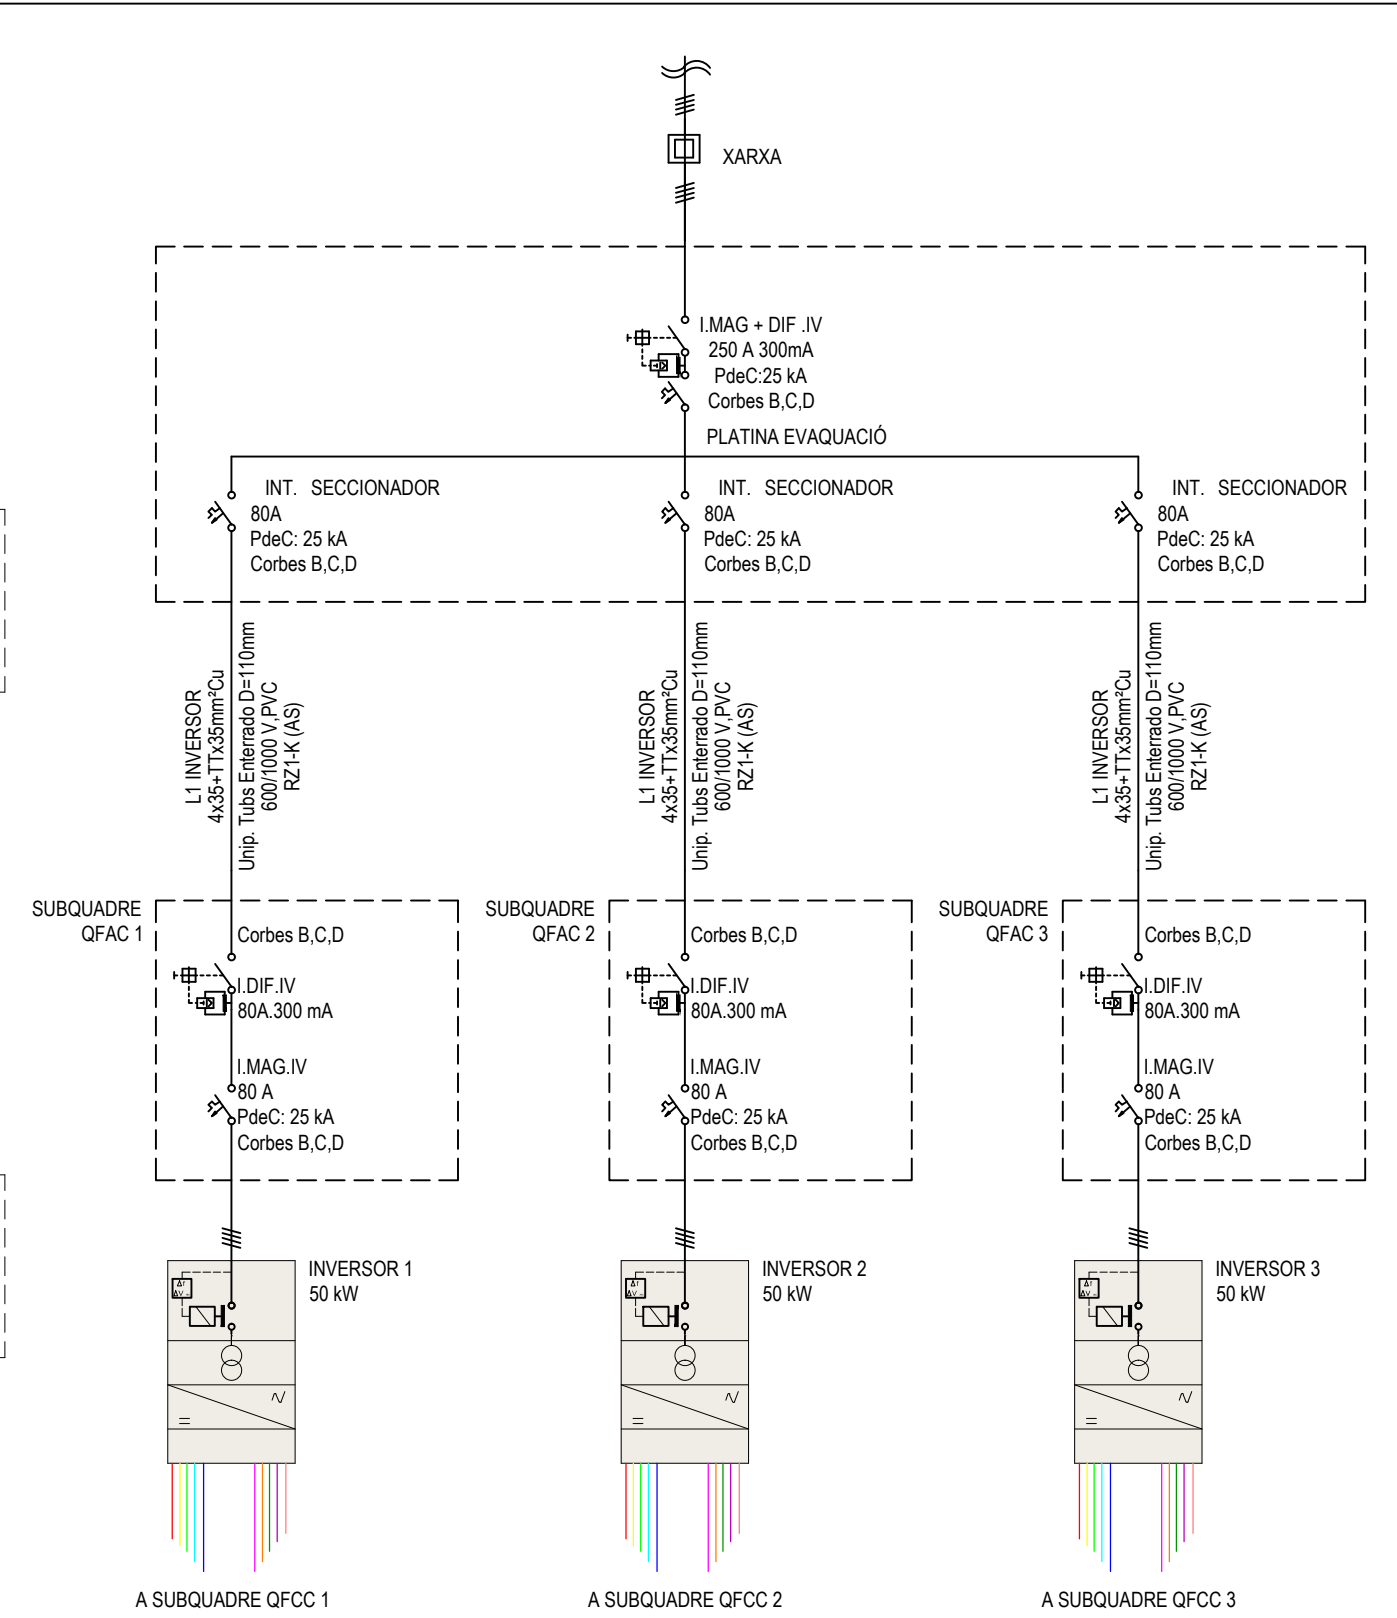 XARXA
I.MAG + DIF .IV
250 A 300mA
PdeC:25 kA
Corbes B,C,D
PLATINA EVAQUACIÓ
INT. SECCIONADOR
80A
PdeC: 25 kA
Corbes B,C,D
INT. SECCIONADOR
80A
PdeC: 25 kA
Corbes B,C,D
INT. SECCIONADOR
80A
PdeC: 25 kA
Corbes B,C,D
L1 INVERSOR
4x35+TTx35mm²Cu
Unip. Tubs Enterrado D=110mm
600/1000 V,PVC
RZ1-K (AS)
L1 INVERSOR
4x35+TTx35mm²Cu
Unip. Tubs Enterrado D=110mm
600/1000 V,PVC
RZ1-K (AS)
L1 INVERSOR
4x35+TTx35mm²Cu
Unip. Tubs Enterrado D=110mm
600/1000 V,PVC
RZ1-K (AS)
SUBQUADRE
QFAC 1
Corbes B,C,D
I.DIF.IV
80A.300 mA
I.MAG.IV
80 A
PdeC: 25 kA
Corbes B,C,D
SUBQUADRE
QFAC 2
Corbes B,C,D
I.DIF.IV
80A.300 mA
I.MAG.IV
80 A
PdeC: 25 kA
Corbes B,C,D
SUBQUADRE
QFAC 3
Corbes B,C,D
I.DIF.IV
80A.300 mA
I.MAG.IV
80 A
PdeC: 25 kA
Corbes B,C,D
INVERSOR 1
50 kW
INVERSOR 2
50 kW
INVERSOR 3
50 kW
A SUBQUADRE QFCC 1
A SUBQUADRE QFCC 2
A SUBQUADRE QFCC 3